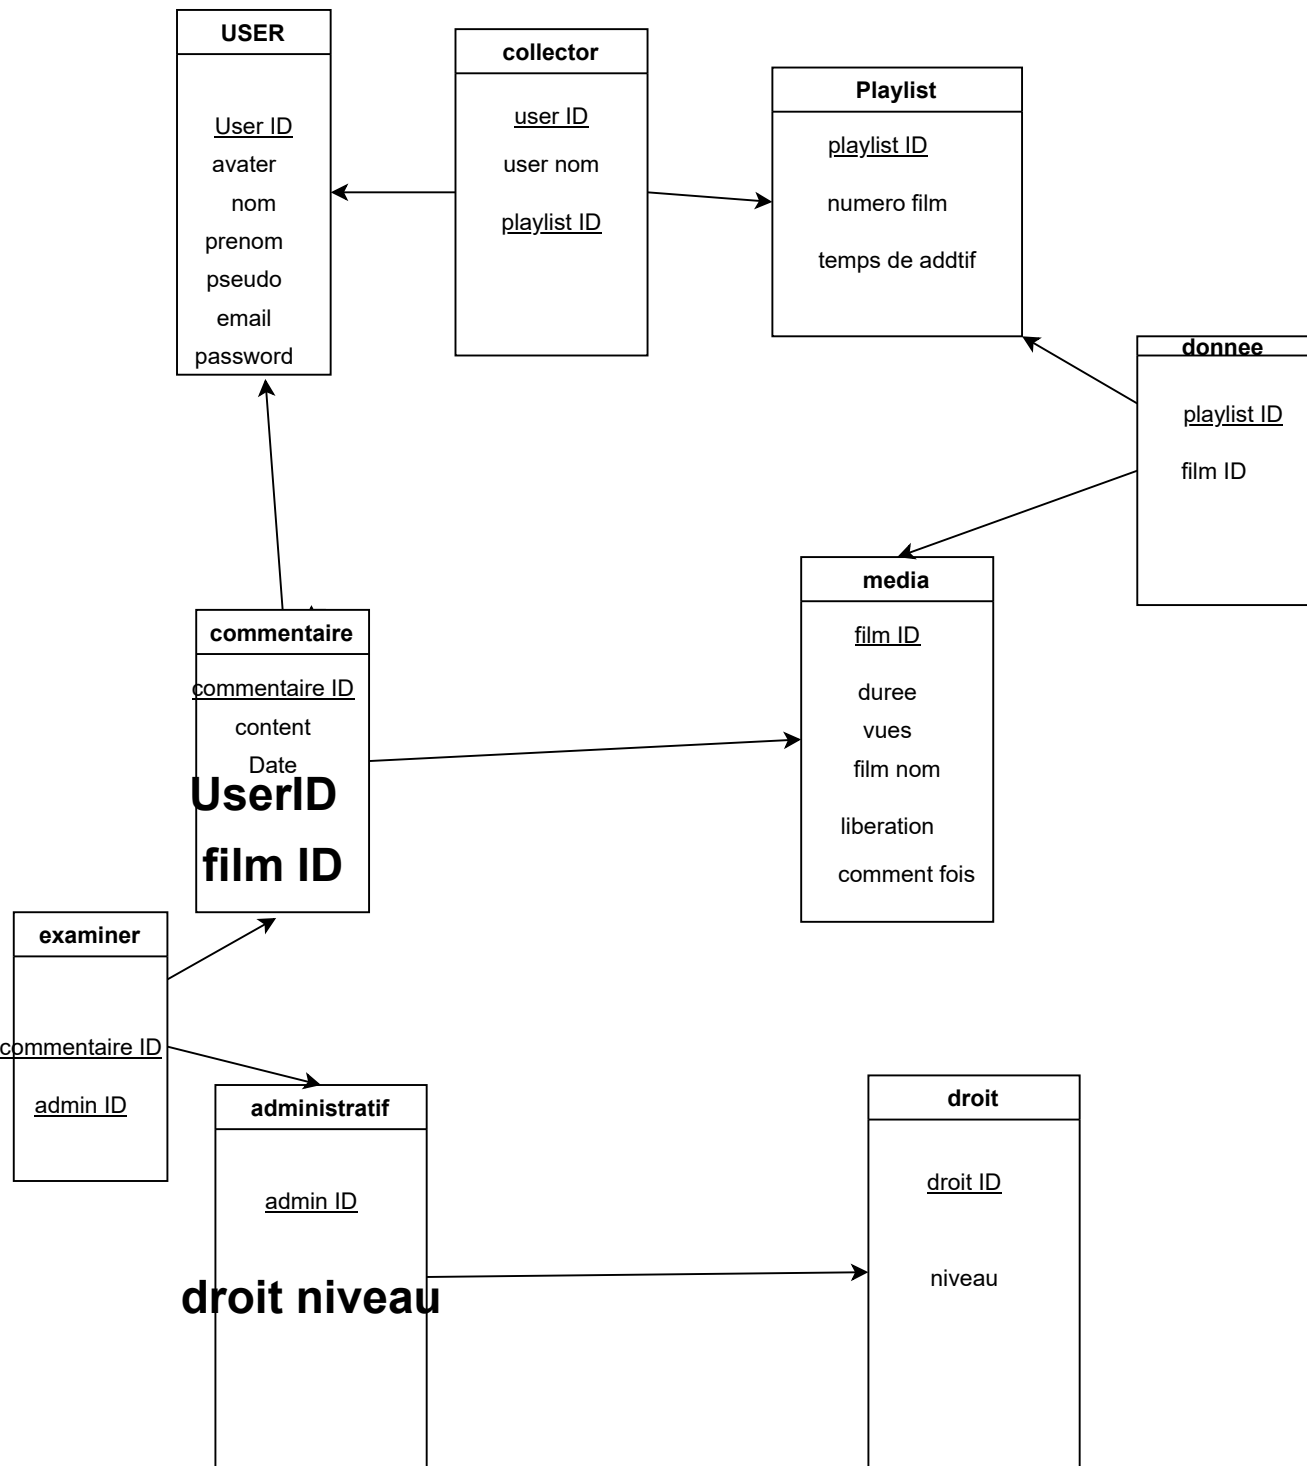 USER
User ID
avater
nom
prenom
pseudo
email
password
collector
user ID
user nom
playlist ID
Playlist
playlist ID
numero film
temps de addtif
donnee
playlist ID
film ID
commentaire
commentaire ID
content
Date
UserID
film ID
media
film ID
duree
vues
film nom
liberation
comment fois
examiner
commentaire ID
admin ID
administratif
admin ID
droit niveau
droit
droit ID
niveau